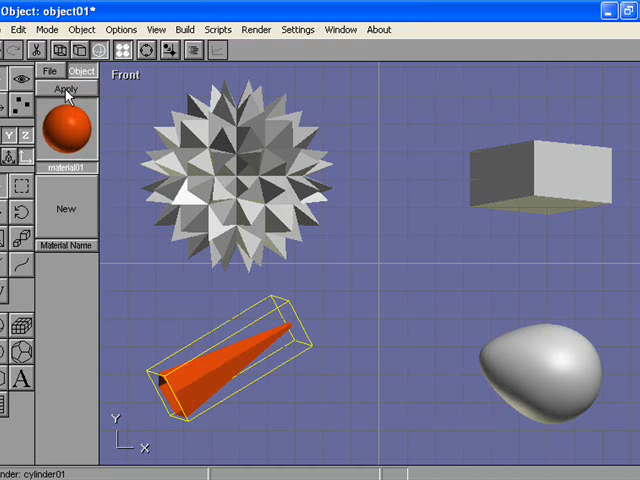 Object: object01*
Edit Mode Object Options View Build Scripts Render Settings Window About
File Object
Front
Apply
Y Z
material01
New
Material Name
A
Y
X
nder: cylinder01